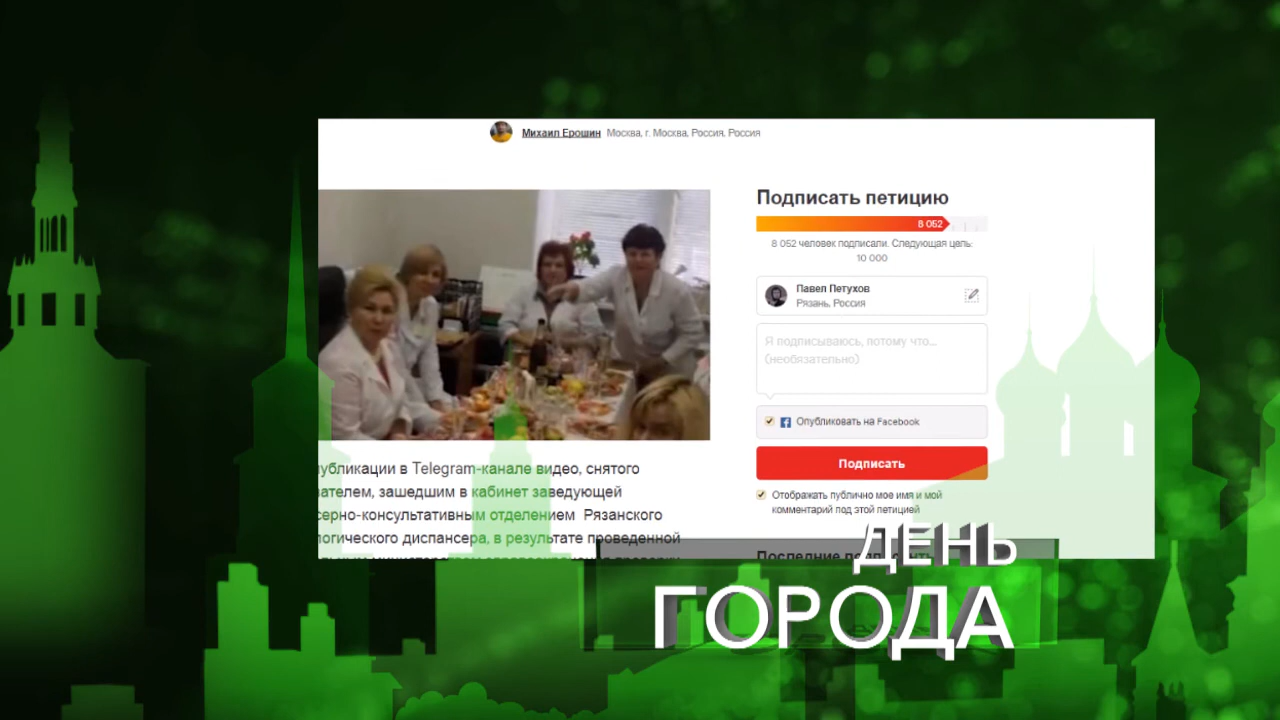 Михаил Ерошин Москва, г. Москва, Россия, Россия
Подписать петицию
8 052
8 052 человек подписали. Следующая цель:
10 000
Павел Петухов
Рязань, Россия
Я подписываюсь, потому что...
(необязательно)
Опубликовать на Facebook
Подписать
Отображать публично мое имя и мой
комментарий под этой петицией
убликации в Telegram-канале видео, снятого
ателем, зашедшим в кабинет заведующей
серно-консультативным отделением Рязанского
логического диспансера, в результате проведенной
Последние
ДЕНЬ
ГОРОДА